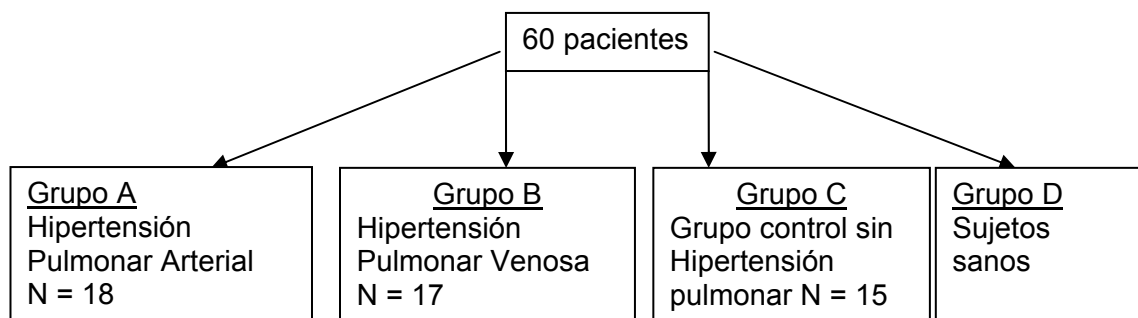 60 pacientes
Grupo A
Hipertensión
Pulmonar Arterial
N = 18
Grupo B
Hipertensión
Pulmonar Venosa
N = 17
Grupo C
Grupo control sin
Hipertensión
pulmonar N = 15
Grupo D
Sujetos
sanos